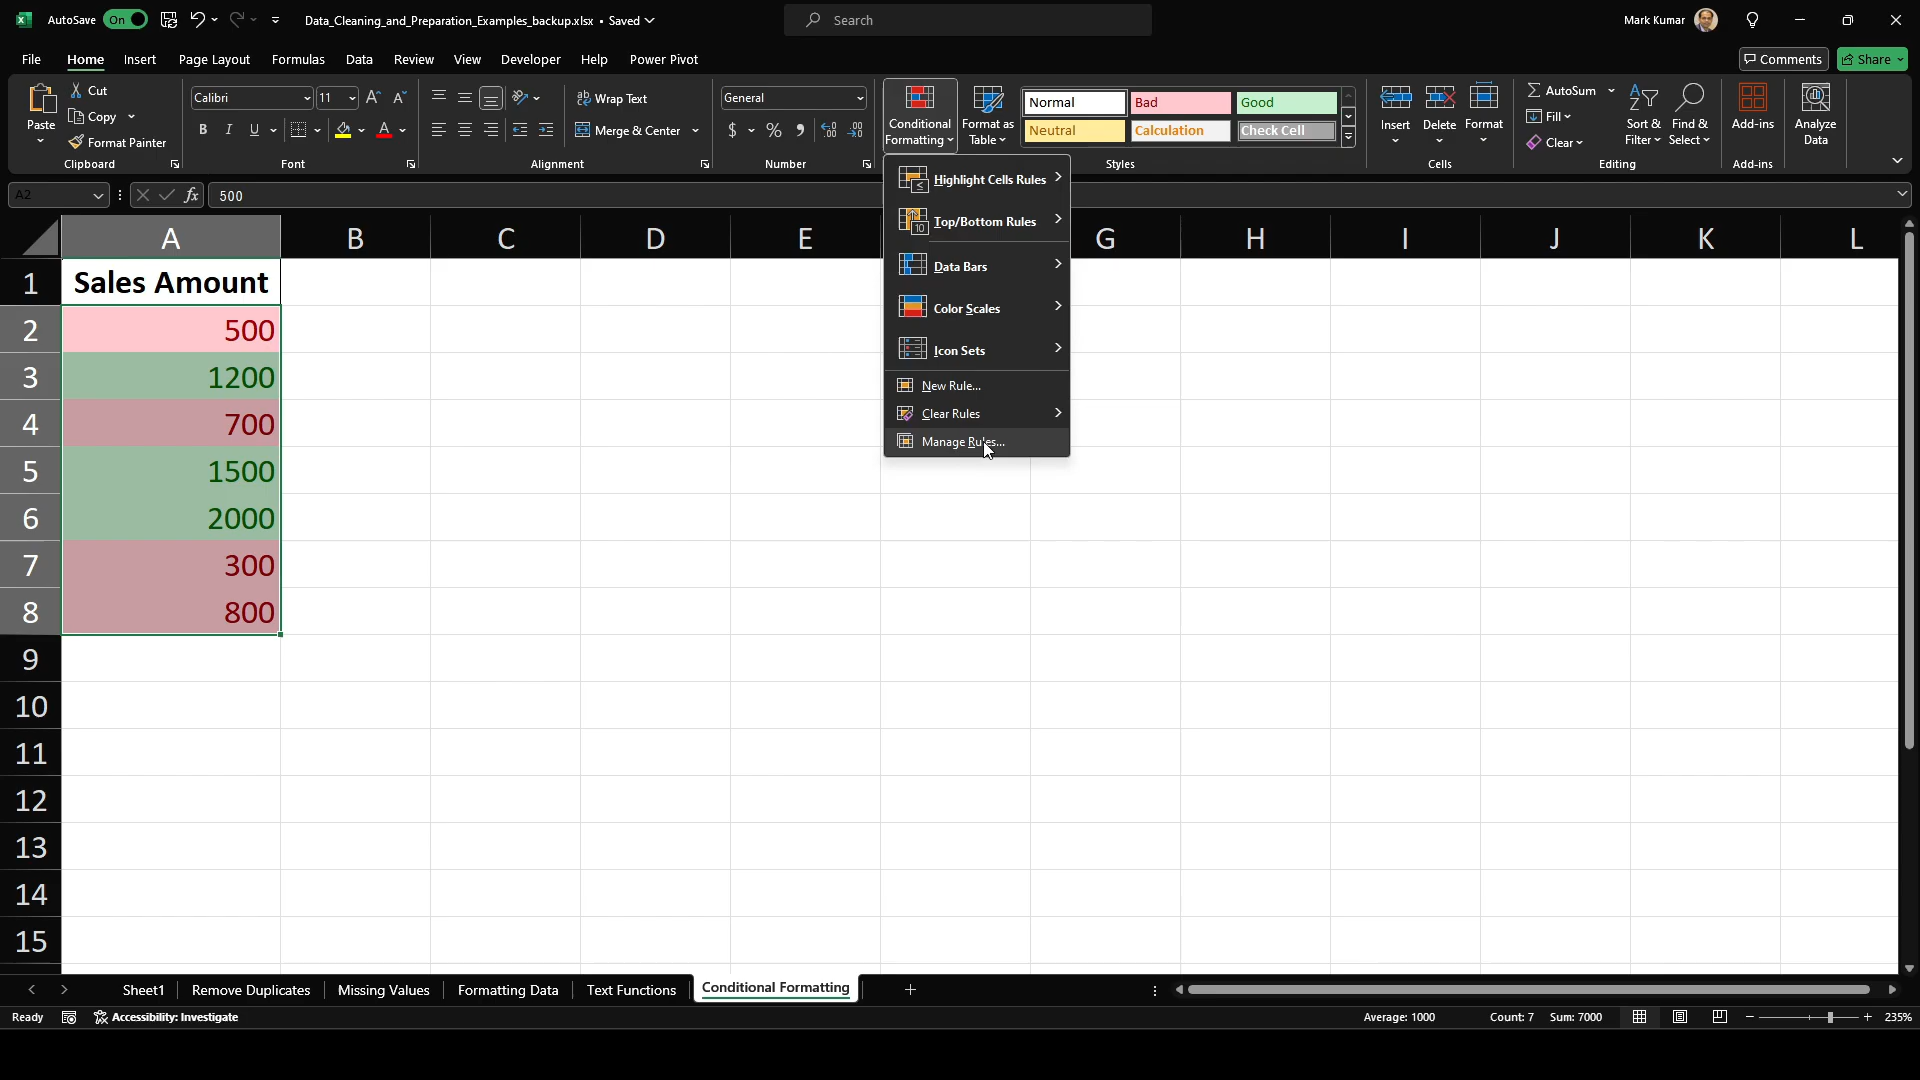 AutoSave On Data_Cleaning_and_Preparation_Examples_backup.xlsx • Saved Search Mark Kumar
File Home Insert Page Layout Formulas Data Review View Developer Help Power Pivot Comments Share
Paste
Cut
Copy
Format Painter
Clipboard
Calibri 11
B I U A
Font
Wrap Text
Merge & Center
Alignment
General
$ % ,
Number
Conditional Formatting
Format as Table
Normal Bad Good
Neutral Calculation Check Cell
Styles
Insert Delete Format
Cells
AutoSum
Fill
Clear
Sort & Filter
Find & Select
Editing
Add-ins
Add-ins
Analyze Data
A2 fx 500
Highlight Cells Rules
Top/Bottom Rules
Data Bars
Color Scales
Icon Sets
New Rule...
Clear Rules
Manage Rules...
A B C D E G H I J K L
1 Sales Amount
2 500
3 1200
4 700
5 1500
6 2000
7 300
8 800
9
10
11
12
13
14
15
Sheet1 Remove Duplicates Missing Values Formatting Data Text Functions Conditional Formatting
Ready Accessibility: Investigate Average: 1000 Count: 7 Sum: 7000 235%